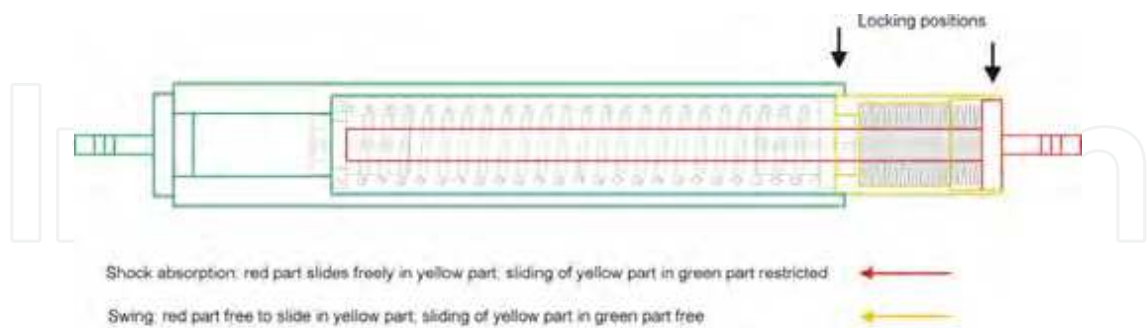 Locking positions
Shock absorption: red part slides freely in yellow part; sliding of yellow part in green part restricted
Swing: red part free to slide in yellow part; sliding of yellow part in green part free